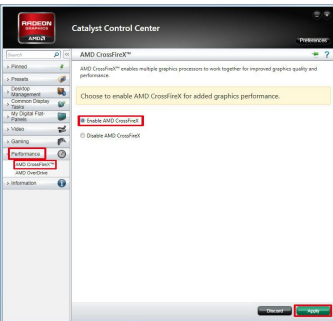 RADEON
GRAPHICS
AMD
Catalyst Control Center
Preferences
Search
AMD CrossFireX™
Pinned
Presets
Desktop
Management
Common Display
Tasks
My Digital Flat-
Panels
Video
Gaming
Performance
AMD CrossFireX™
AMD OverDrive
Information
AMD CrossFireX™ enables multiple graphics processors to work together for improved graphics quality and
performance.
Choose to enable AMD CrossFireX for added graphics performance.
Enable AMD CrossFireX
Disable AMD CrossFireX
Discard
Apply